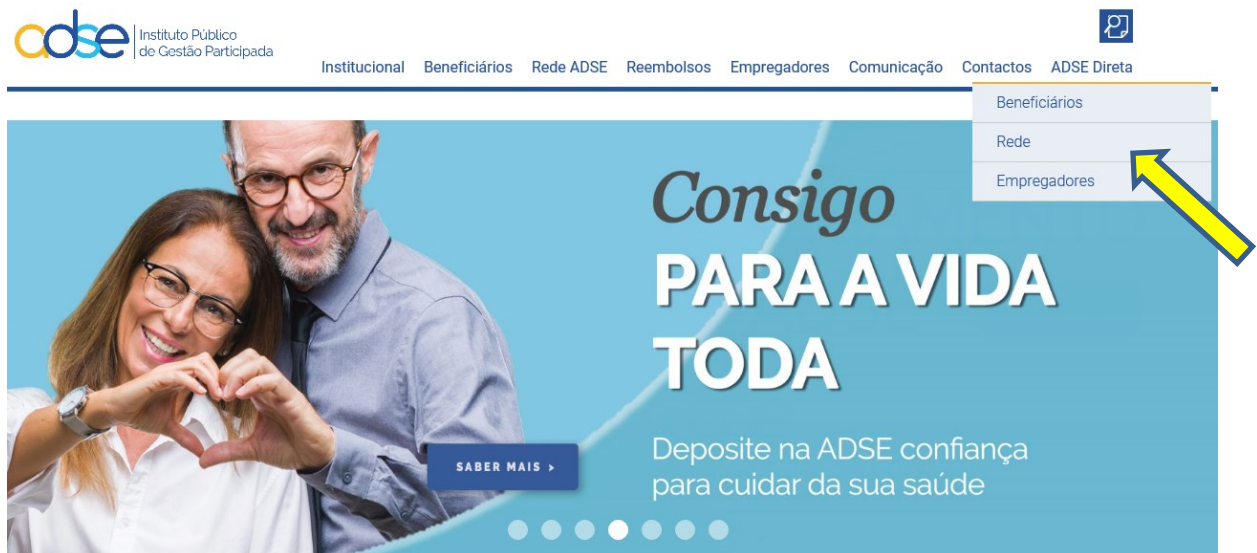 adse
Instituto Público
de Gestão Participada
Institucional Beneficiários Rede ADSE Reembolsos Empregadores Comunicação Contactos ADSE Direta
Beneficiários
Rede
Empregadores
Consigo
PARA A VIDA
TODA
Deposite na ADSE confiança
para cuidar da sua saúde
SABER MAIS >